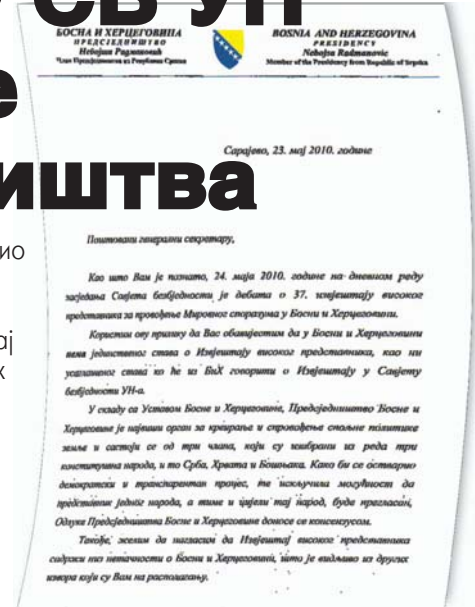 СБ УН
е
иштва
ио
ај
к
БОСНА И ХЕРЦЕГОВИНА
ПРЕДСЈЕДНИШТВО
Небојша Радмановић
Члан Предсједништва из Републике Српске
BOSNIA AND HERZEGOVINA
PRESIDENCY
Nebojsa Radmanovic
Member of the Presidency from Republic of Srpska
Сарајево, 23. мај 2010. године
Поштовани генерални секретару,
Као што Вам је познато, 24. маја 2010. године на дневном реду
засједања Савјета безбједности је дебата о 37. извјештају високог
представника за провођење Мировног споразума у Босни и Херцеговини.
Користим ову прилику да Вас обавијестим да у Босни и Херцеговини
нема јединственог става о Извјештају високог представника, као ни
усаглашеног става ко ће из БиХ говорити о Извјештају у Савјету
безбједности УН-а.
У складу са Уставом Босне и Херцеговине, Предсједништво Босне и
Херцеговине је највиши орган за креирање и спровођење спољне политике
земље и састоји се од три члана, који су изабрани из реда три
конститутивна народа, и то Срба, Хрвата и Бошњака. Како би се остварио
демократски и транспарентан процес, те искључила могућност да
представник једног народа, а тиме и цијели тај народ, буде прегласан,
Одлуке Предсједништва Босне и Херцеговине доносе се консензусом.
Такође, желим да нагласим да Извјештај високог представника
садржи низ нетачности о Босни и Херцеговини, што је видљиво из других
извора који су Вам на располагању.